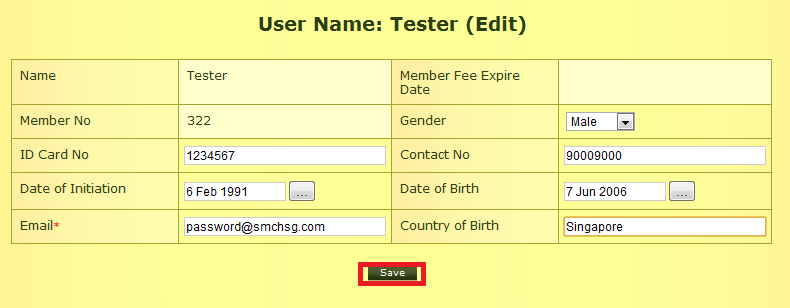 User Name: Tester (Edit)
Name Tester Member Fee Expire Date
Member No 322 Gender Male
ID Card No 1234567 Contact No 90009000
Date of Initiation 6 Feb 1991 ... Date of Birth 7 Jun 2006 ...
Email* password@smchsg.com Country of Birth Singapore
Save